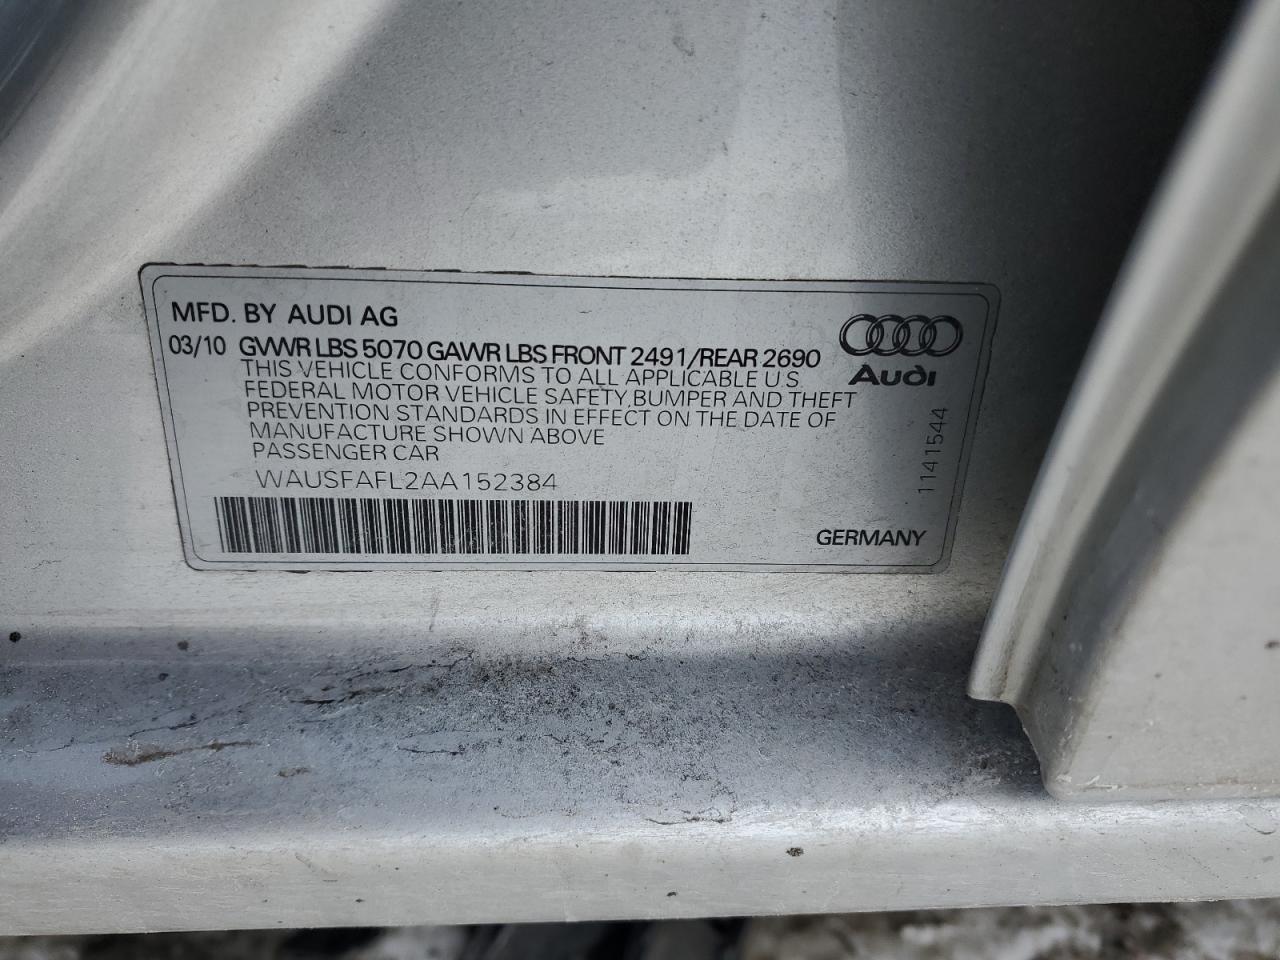 MFD. BY AUDI AG
03/10 GVWR LBS 5070 GAWR LBS FRONT 2491/REAR 2690
THIS VEHICLE CONFORMS TO ALL APPLICABLE U.S.
FEDERAL MOTOR VEHICLE SAFETY, BUMPER AND THEFT
PREVENTION STANDARDS IN EFFECT ON THE DATE OF
MANUFACTURE SHOWN ABOVE
PASSENGER CAR
WAUSFAFL2AA152384
Audi
1141544
GERMANY